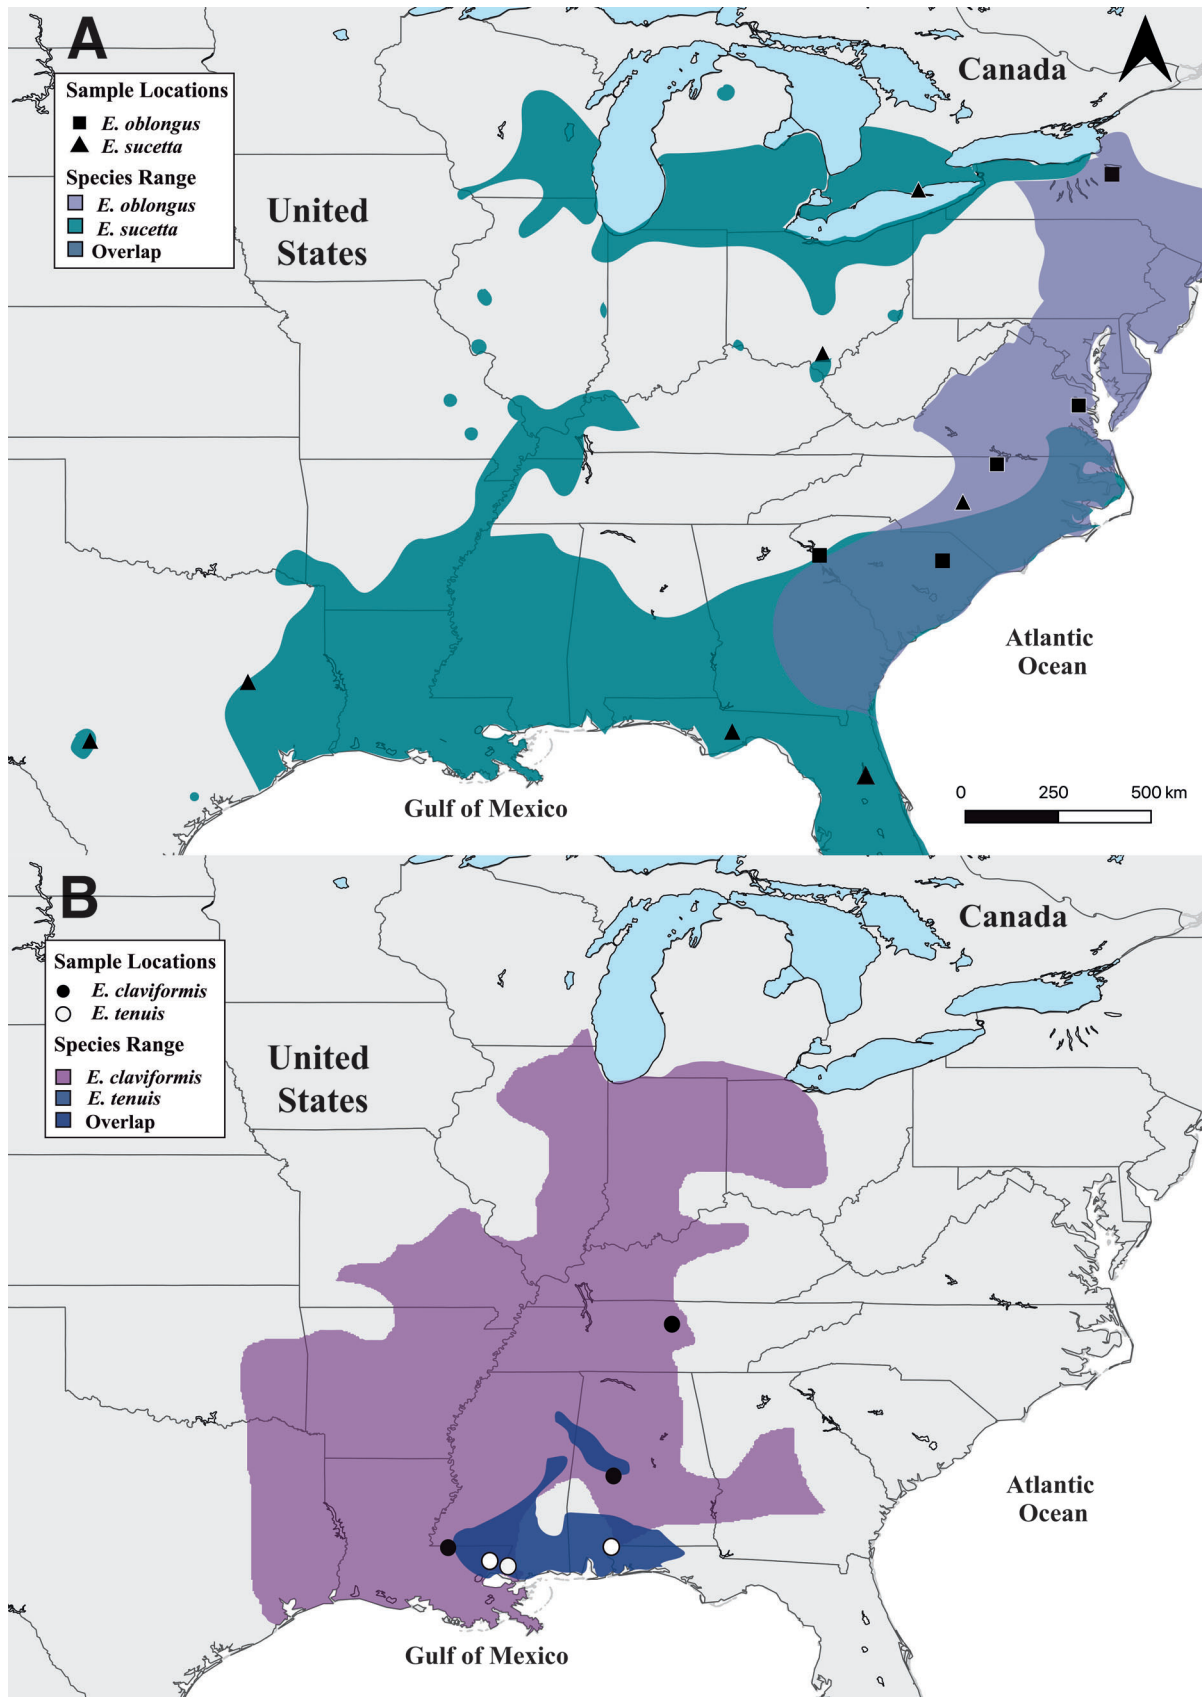 A
Sample Locations
E. oblongus
E. sucetta
Species Range
E. oblongus
E. sucetta
Overlap
Canada
United
States
Atlantic
Ocean
Gulf of Mexico
0 250 500 km
B
Sample Locations
E. claviformis
E. tenuis
Species Range
E. claviformis
E. tenuis
Overlap
Canada
United
States
Atlantic
Ocean
Gulf of Mexico